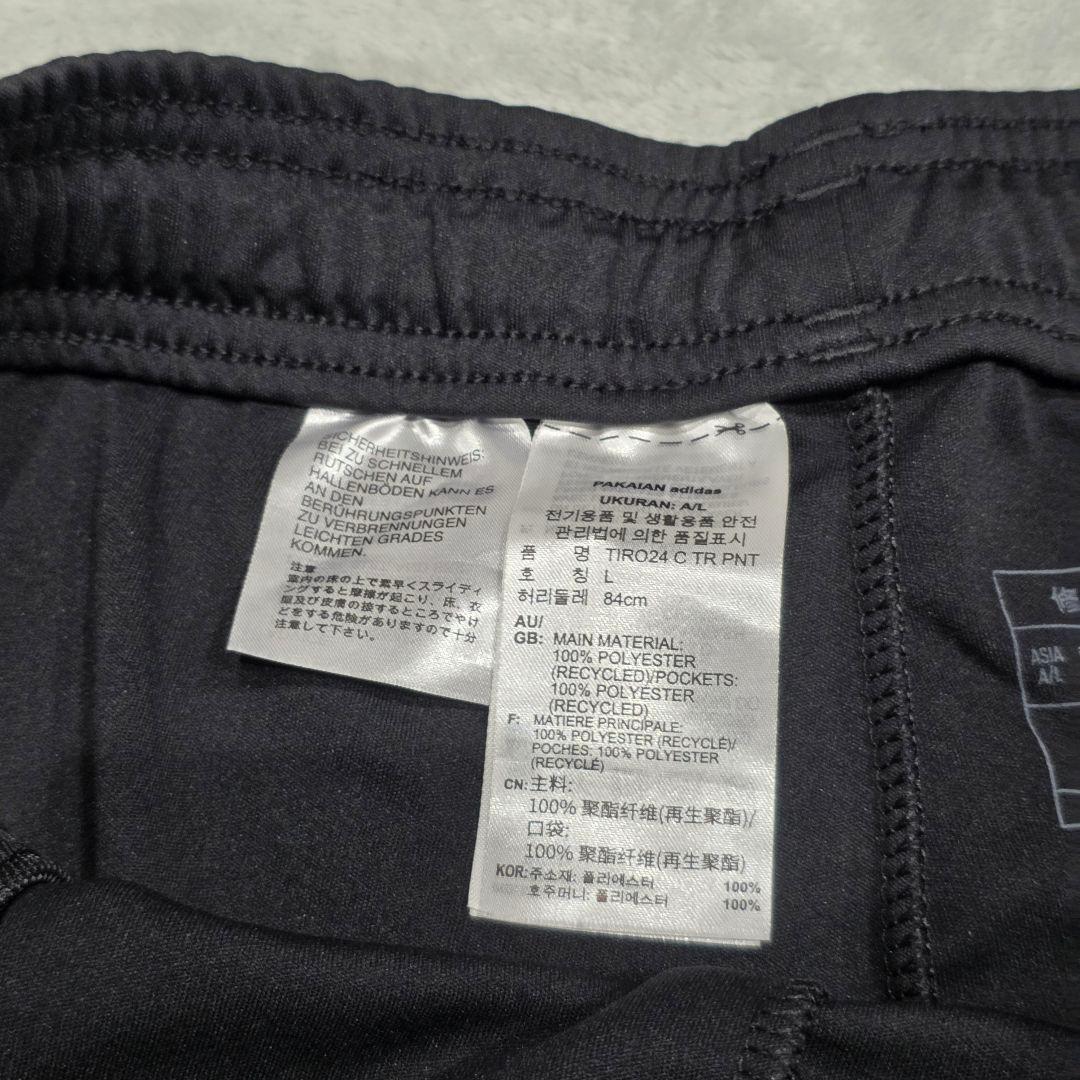 SICHERHEITSHINWEIS:
BEI ZU SCHNELLEM
RUTSCHEN AUF
HALLENBÖDEN KANN ES
AN DEN
BERÜHRUNGSPUNKTEN
ZU VERBRENNUNGEN
LEICHTEN GRADES
KOMMEN.
注意
室内の床の上で素早くスライディ
ングすると摩擦が起こり、床、衣
服及び皮膚の接するところでやけ
どをする危険がありますので十分
注意して下さい。
PAKAIAN adidas
UKURAN: A/L
전기용품 및 생활용품 안전
관리법에 의한 품질표시
품 명 TIRO24 C TR PNT
호 칭 L
허리둘레 84cm
AU/
GB: MAIN MATERIAL:
100% POLYESTER
(RECYCLED)/POCKETS:
100% POLYESTER
(RECYCLED)
F: MATIERE PRINCIPALE:
100% POLYESTER (RECYCLÉ)/
POCHES: 100% POLYESTER
(RECYCLÉ)
CN: 主料:
100% 聚酯纤维(再生聚酯)/
口袋:
100% 聚酯纤维(再生聚酯)
KOR: 주소재: 폴리에스터 100%
호주머니: 폴리에스터 100%
ASIA
A/L